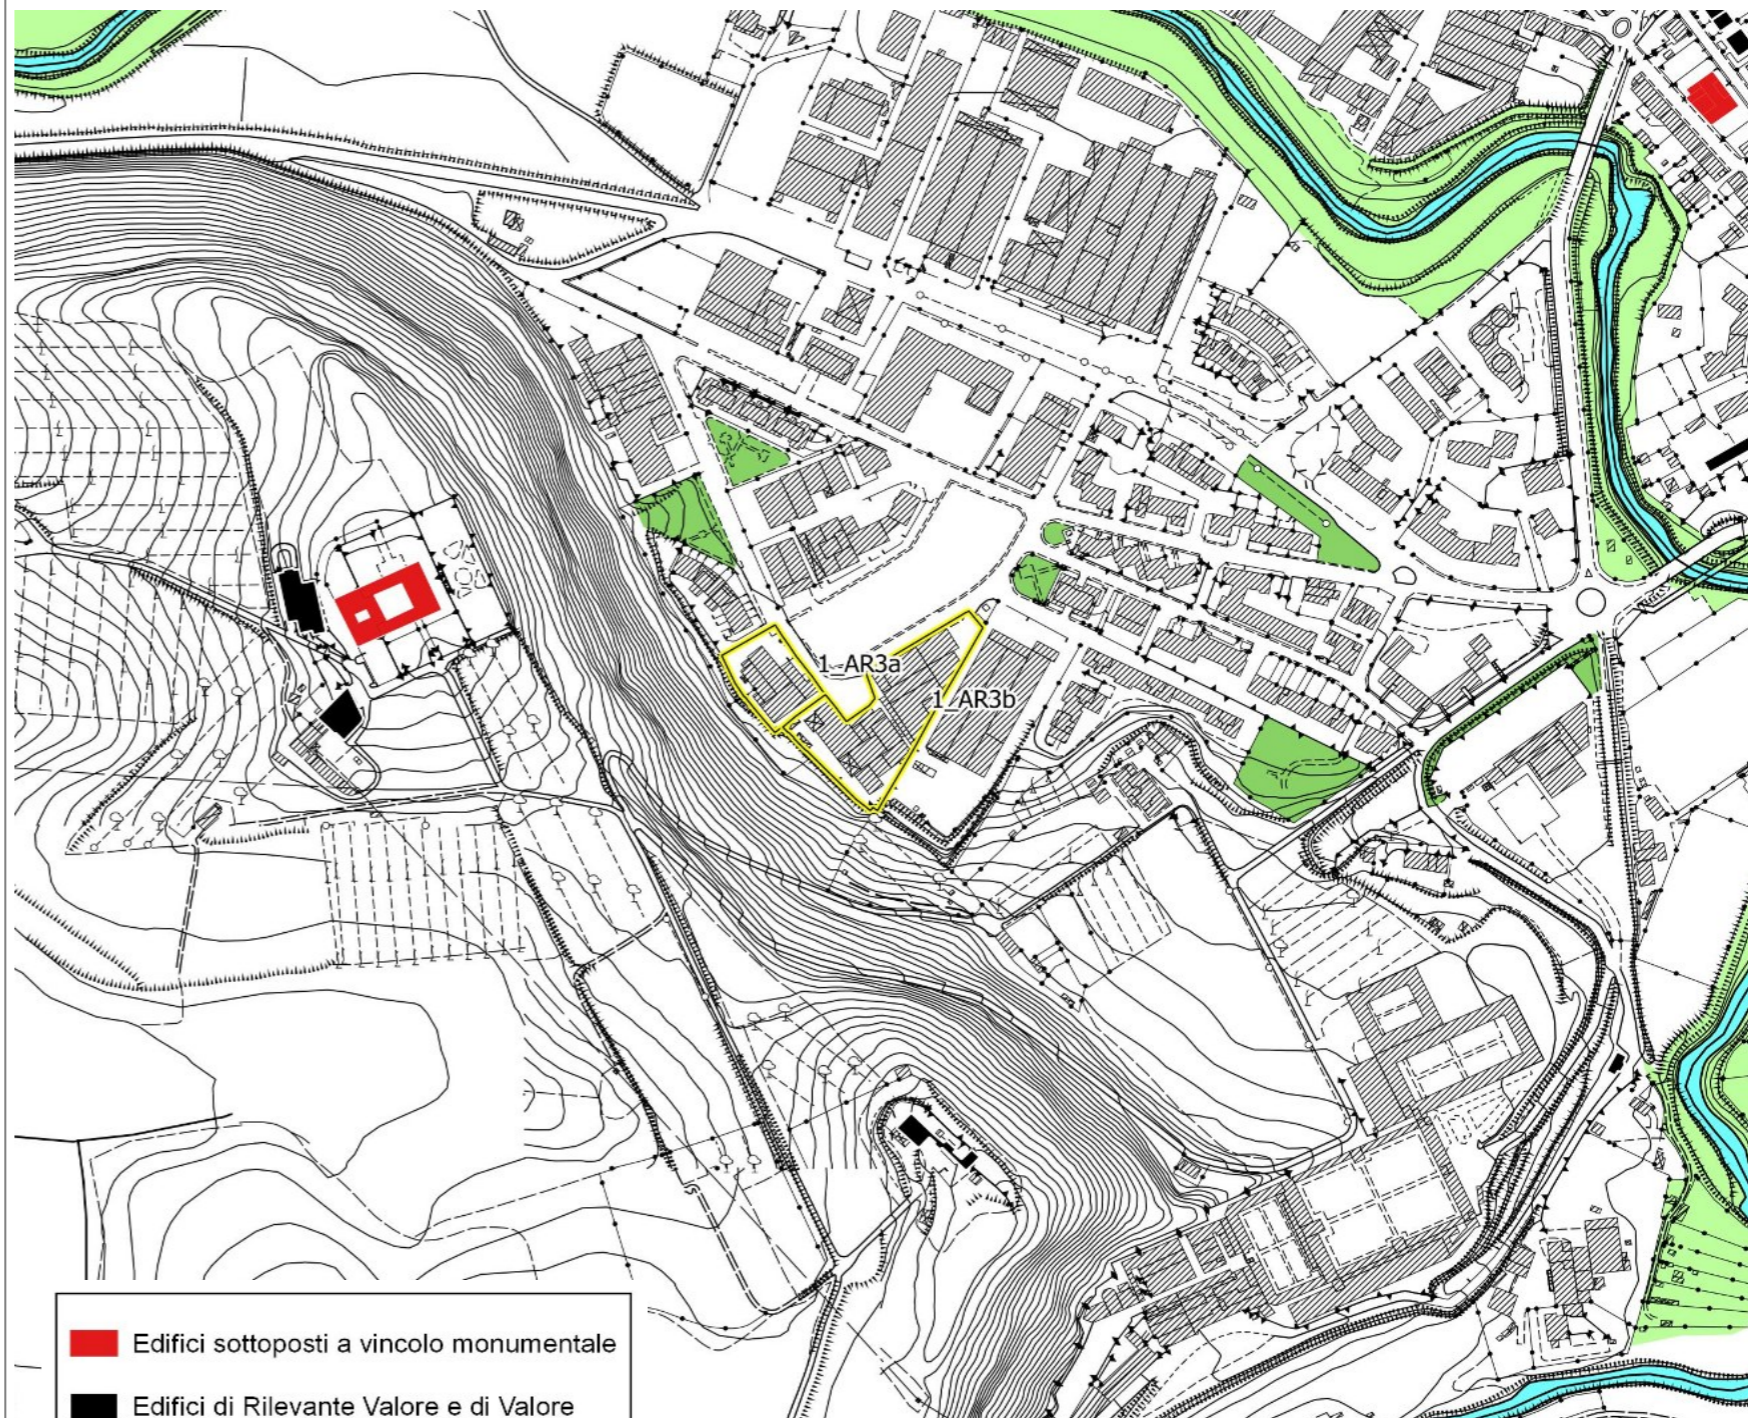 1_AR3a
1_AR3b
Edifici sottoposti a vincolo monumentale
Edifici di Rilevante Valore e di Valore